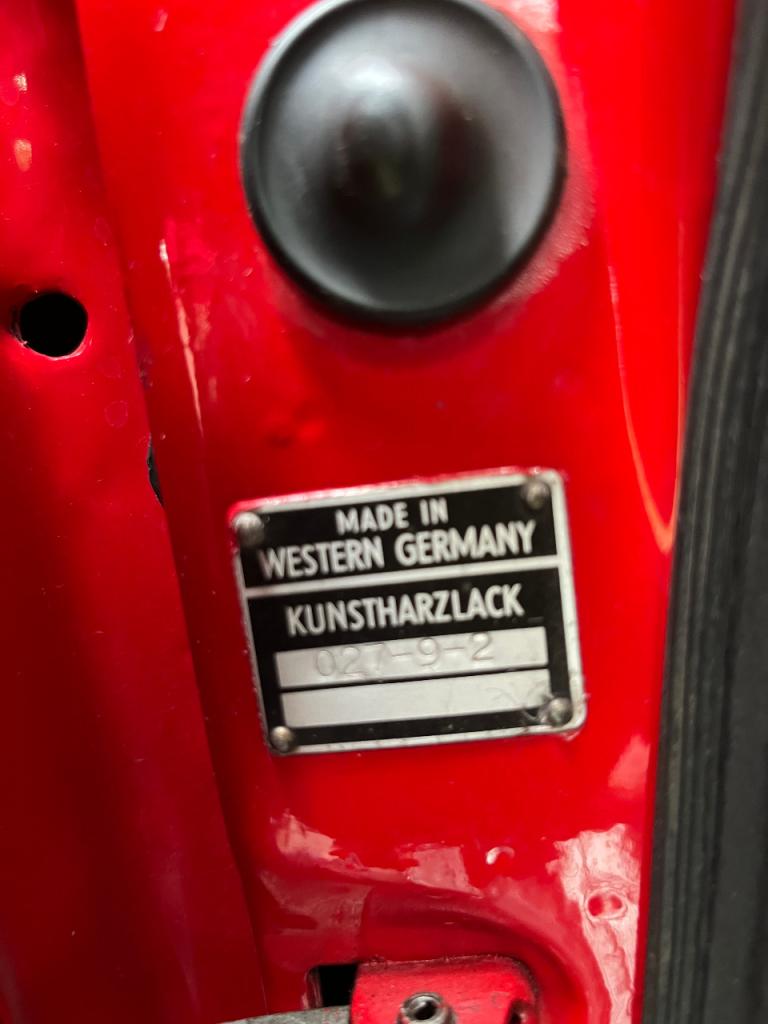 MADE IN
WESTERN GERMANY
KUNSTHARZLACK
027-9-2